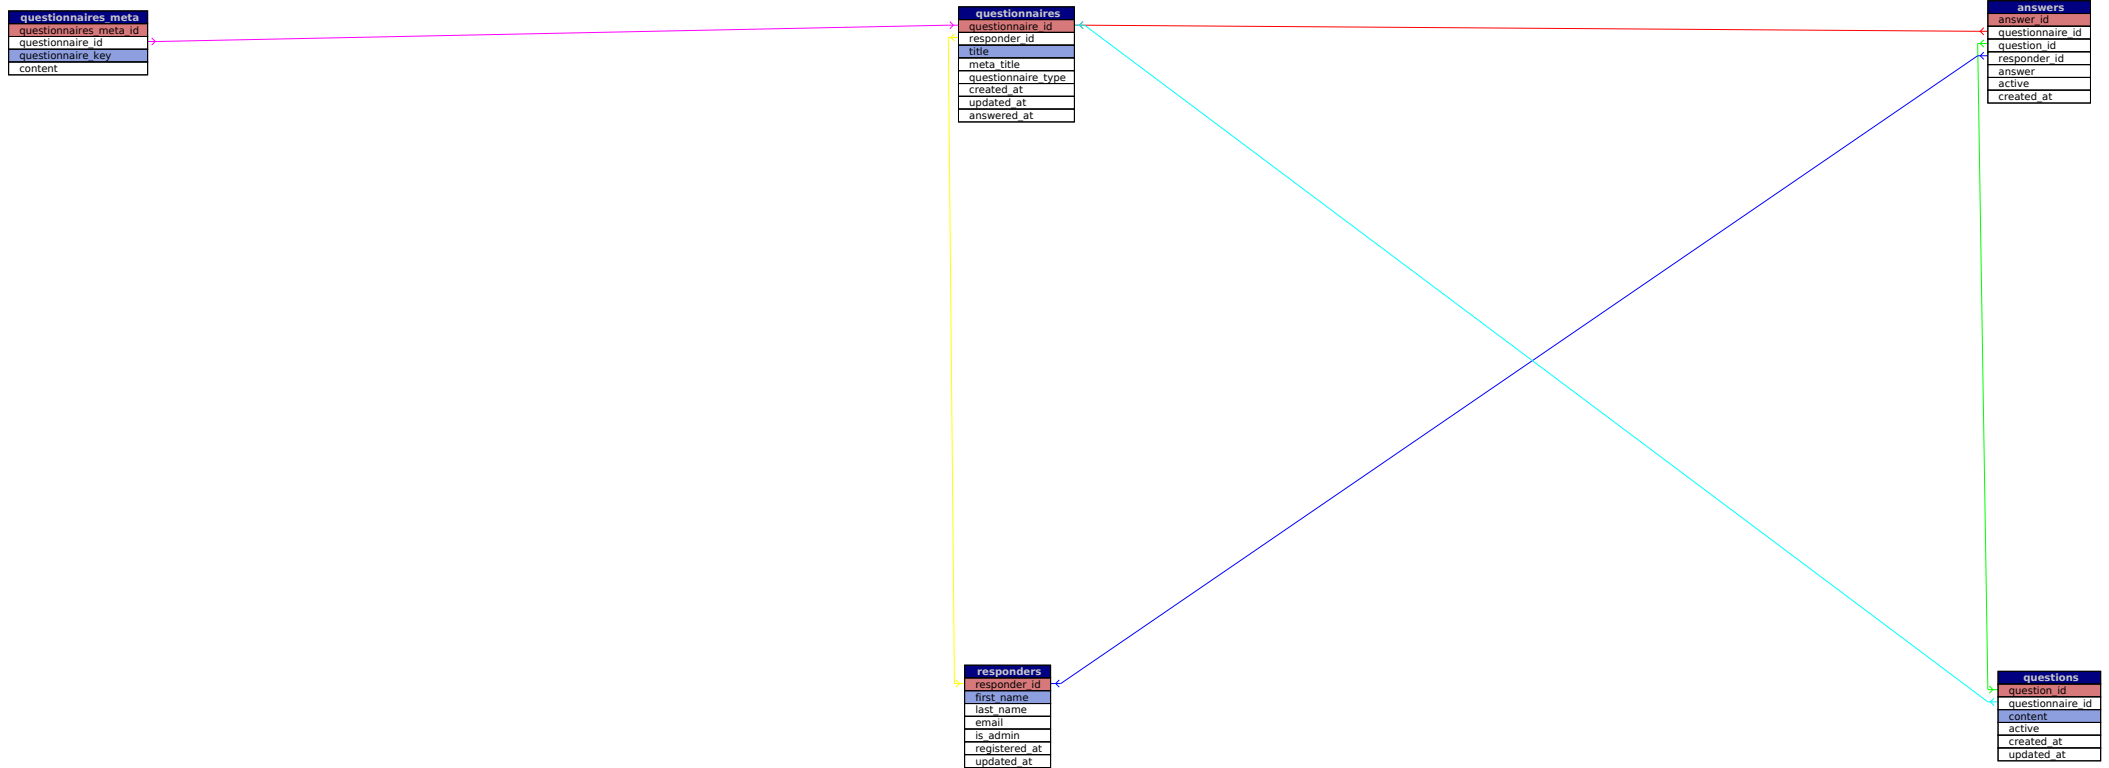 questionnaires_meta
questionnaires_meta_id
questionnaire_id
questionnaire_key
content
questionnaires
questionnaire_id
responder_id
title
meta_title
questionnaire_type
created_at
updated_at
answered_at
answers
answer_id
questionnaire_id
question_id
responder_id
answer
active
created_at
responders
responder_id
first_name
last_name
email
is_admin
registered_at
updated_at
questions
question_id
questionnaire_id
content
active
created_at
updated_at